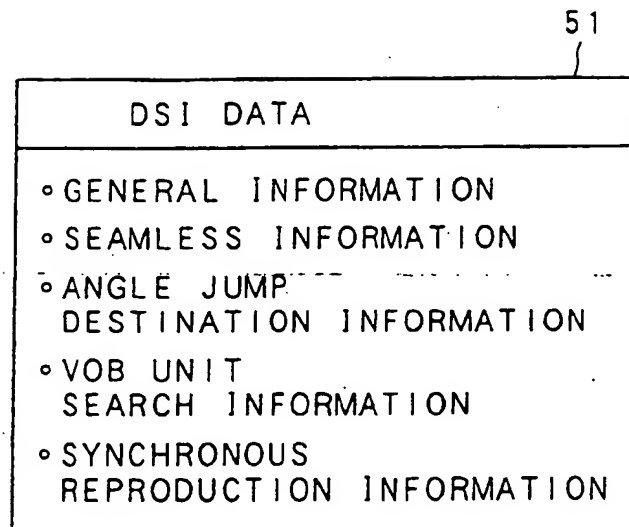 51
DSI DATA
∘GENERAL INFORMATION
∘SEAMLESS INFORMATION
∘ANGLE JUMP
DESTINATION INFORMATION
∘VOB UNIT
SEARCH INFORMATION
∘SYNCHRONOUS
REPRODUCTION INFORMATION